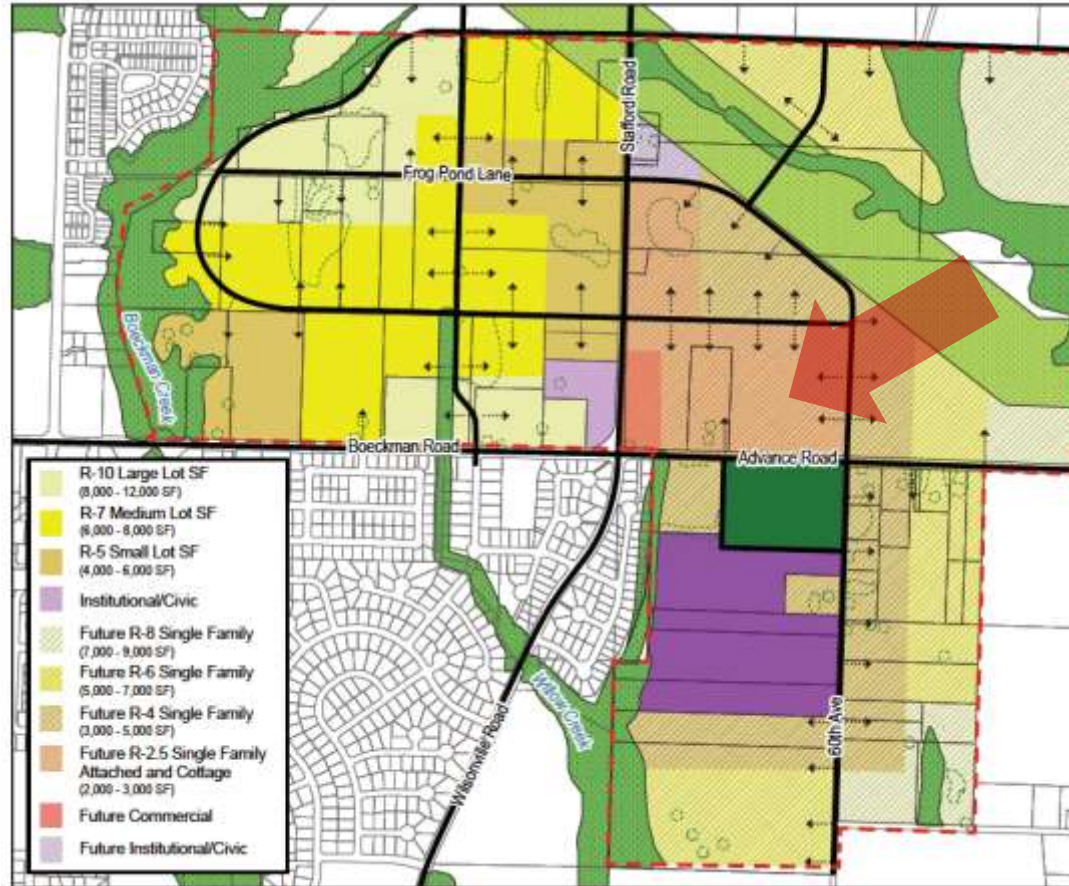 Stafford Road
Frog Pond Lane
Boeckman Creek
Boeckman Road
Advance Road
R-10 Large Lot SF
(8,000 - 12,000 SF)
R-7 Medium Lot SF
(6,000 - 8,000 SF)
R-5 Small Lot SF
(4,000 - 6,000 SF)
Institutional/Civic
Future R-8 Single Family
(7,000 - 9,000 SF)
Future R-6 Single Family
(5,000 - 7,000 SF)
Future R-4 Single Family
(3,000 - 5,000 SF)
Future R-2.5 Single Family
Attached and Cottage
(2,000 - 3,000 SF)
Future Commercial
Future Institutional/Civic
Willow Creek
Wilsonville Road
60th Ave